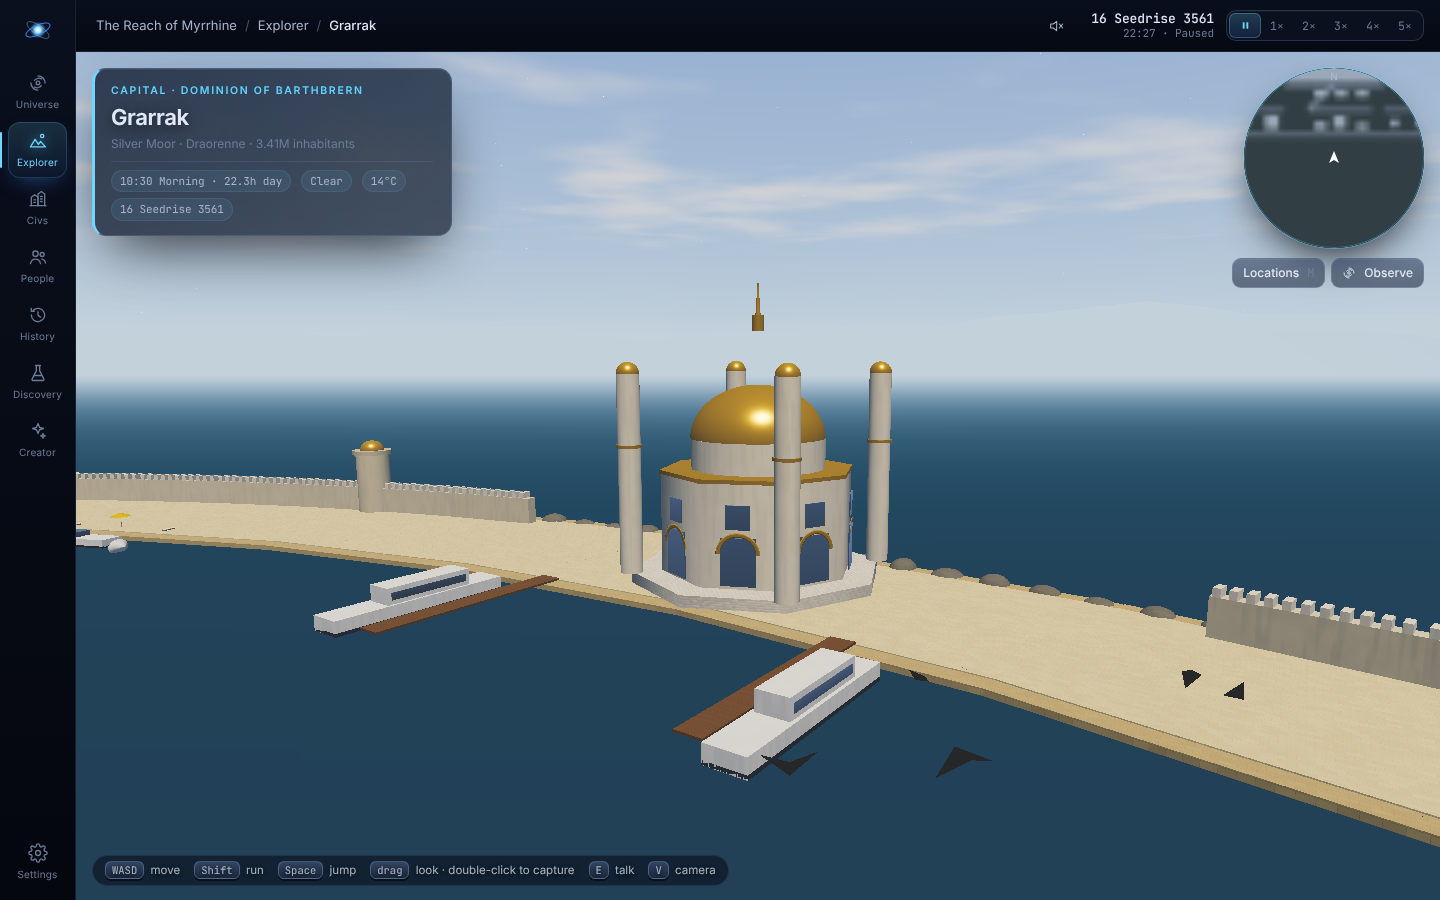 The Reach of Myrrhine / Explorer / Grarrak
16 Seedrise 3561
22:27 · Paused
1× 2× 3× 4× 5×
Universe
Explorer
Civs
People
History
Discovery
Creator
Settings
CAPITAL · DOMINION OF BARTHBRERN
Grarrak
Silver Moor · Draorenne · 3.41M inhabitants
10:30 Morning · 22.3h day
Clear
14°C
16 Seedrise 3561
N
Locations M
Observe
WASD move Shift run Space jump drag look · double-click to capture E talk V camera